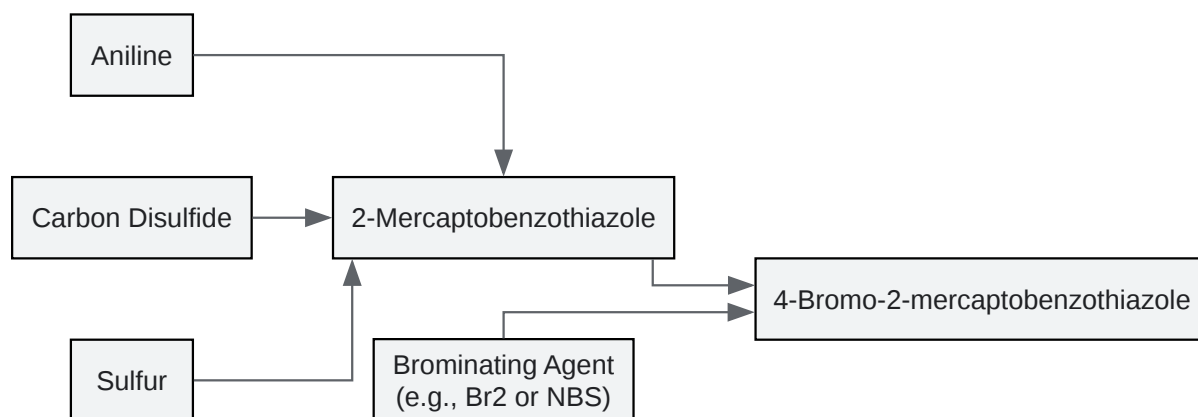 Aniline
Carbon Disulfide
2-Mercaptobenzothiazole
4-Bromo-2-mercaptobenzothiazole
Sulfur
Brominating Agent
(e.g., Br2 or NBS)